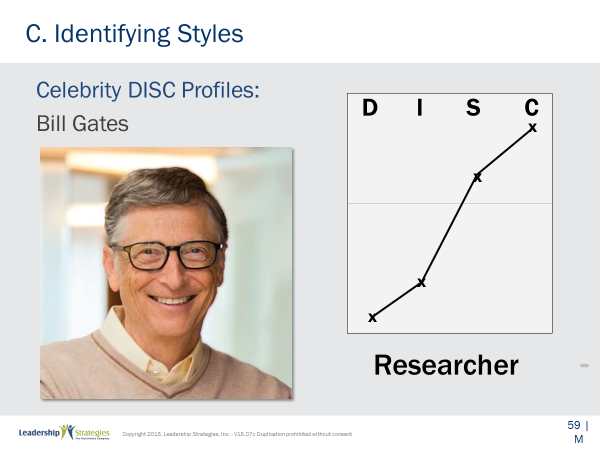 C. Identifying Styles
Celebrity DISC Profiles:
Bill Gates
D I S C
x
x
x
x
Researcher
Leadership Strategies
The Facilitation Company
Copyright 2015, Leadership Strategies, Inc. - V15.07c Duplication prohibited without consent
59 |
M